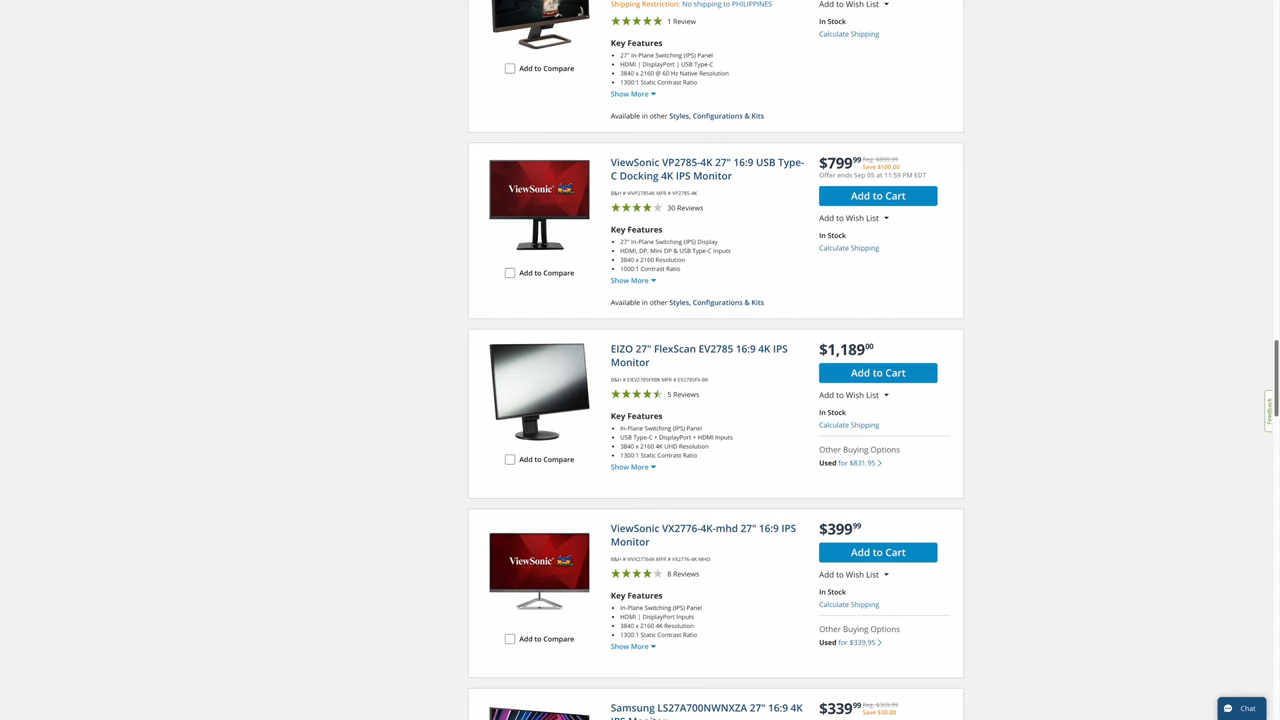 Shipping Restriction: No shipping to PHILIPPINES
1 Review
Key Features
27" In-Plane Switching (IPS) Panel
HDMI | DisplayPort | USB Type-C
3840 x 2160 @ 60 Hz Native Resolution
1300:1 Static Contrast Ratio
Show More
Available in other Styles, Configurations & Kits
Add to Compare
Add to Wish List
In Stock
Calculate Shipping
ViewSonic
ViewSonic VP2785-4K 27" 16:9 USB Type-
C Docking 4K IPS Monitor
B&H # VIVP27854K MFR # VP2785-4K
30 Reviews
Key Features
27" In-Plane Switching (IPS) Display
HDMI, DP, Mini DP & USB Type-C Inputs
3840 x 2160 Resolution
1000:1 Contrast Ratio
Show More
Available in other Styles, Configurations & Kits
Add to Compare
$799.99 Reg. $899.99
Save $100.00
Offer ends Sep 05 at 11:59 PM EDT
Add to Cart
Add to Wish List
In Stock
Calculate Shipping
EIZO 27" FlexScan EV2785 16:9 4K IPS
Monitor
B&H # EIEV2785FXBK MFR # EV2785FX-BK
5 Reviews
Key Features
In-Plane Switching (IPS) Panel
USB Type-C + DisplayPort + HDMI Inputs
3840 x 2160 4K UHD Resolution
1300:1 Static Contrast Ratio
Show More
Add to Compare
$1,189.00
Add to Cart
Add to Wish List
In Stock
Calculate Shipping
Other Buying Options
Used for $831.95
ViewSonic
ViewSonic VX2776-4K-mhd 27" 16:9 IPS
Monitor
B&H # VIVX27764K MFR # VX2776-4K-MHD
8 Reviews
Key Features
In-Plane Switching (IPS) Panel
HDMI | DisplayPort Inputs
3840 x 2160 4K Resolution
1300:1 Static Contrast Ratio
Show More
Add to Compare
$399.99
Add to Cart
Add to Wish List
In Stock
Calculate Shipping
Other Buying Options
Used for $339.95
Samsung LS27A700NWNXZA 27" 16:9 4K
IPS Monitor
$339.99 Reg. $369.99
Save $30.00
Feedback
Chat